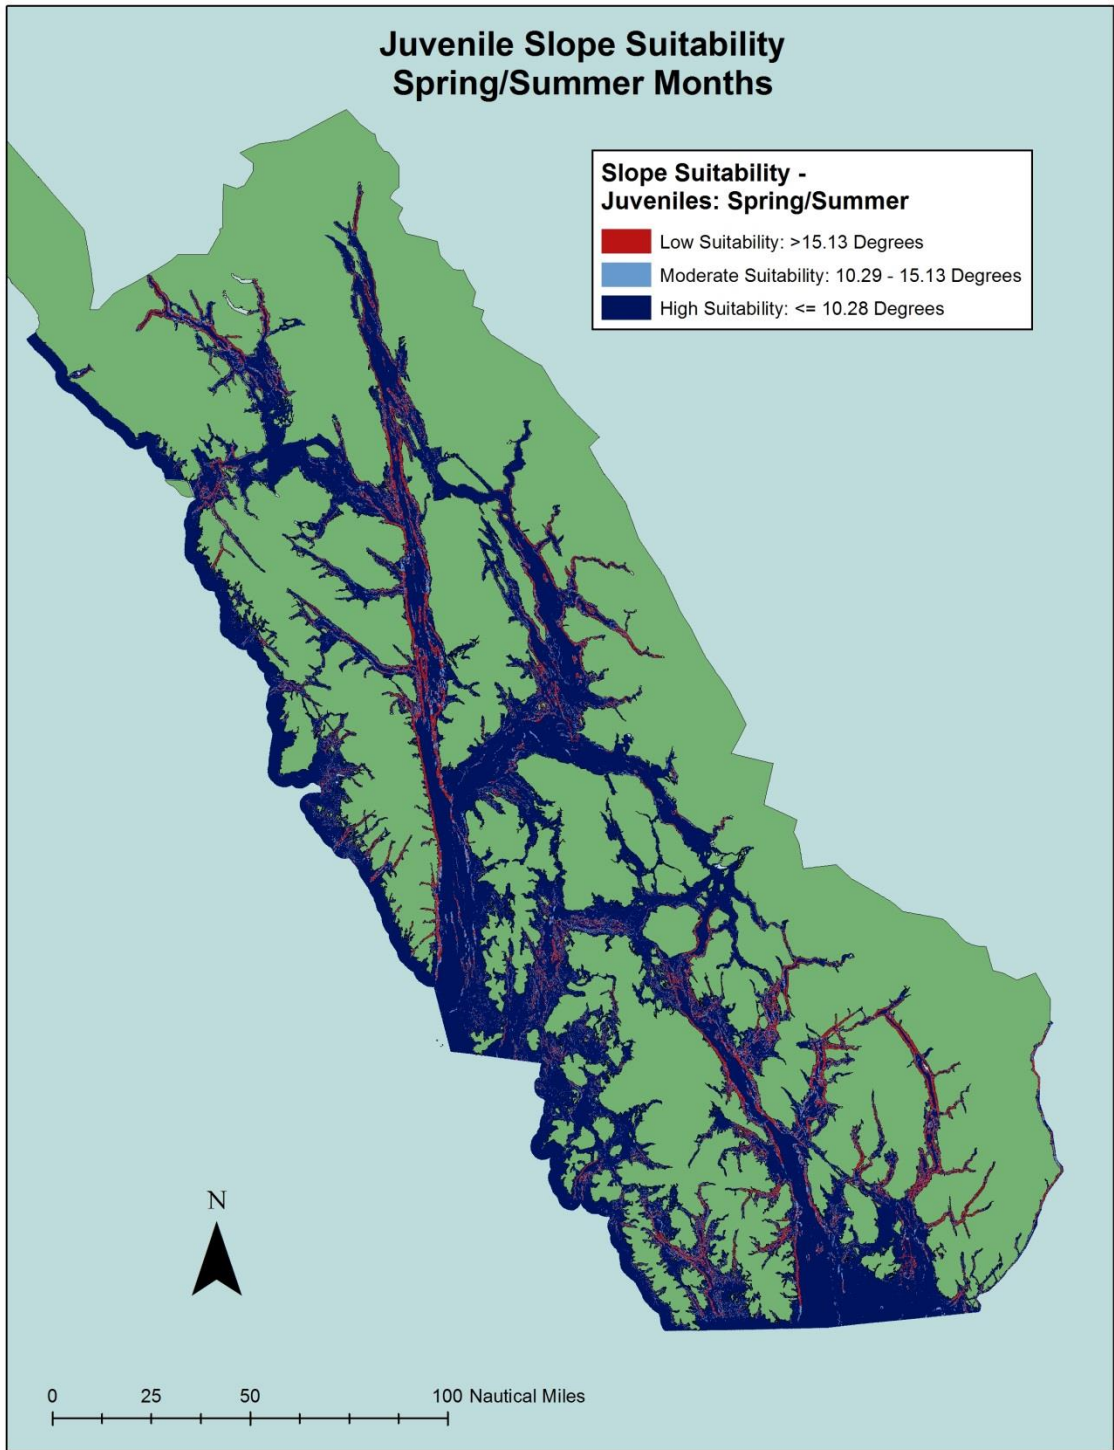 Juvenile Slope Suitability
Spring/Summer Months
Slope Suitability -
Juveniles: Spring/Summer
Low Suitability: >15.13 Degrees
Moderate Suitability: 10.29 - 15.13 Degrees
High Suitability: <= 10.28 Degrees
N
0 25 50 100 Nautical Miles